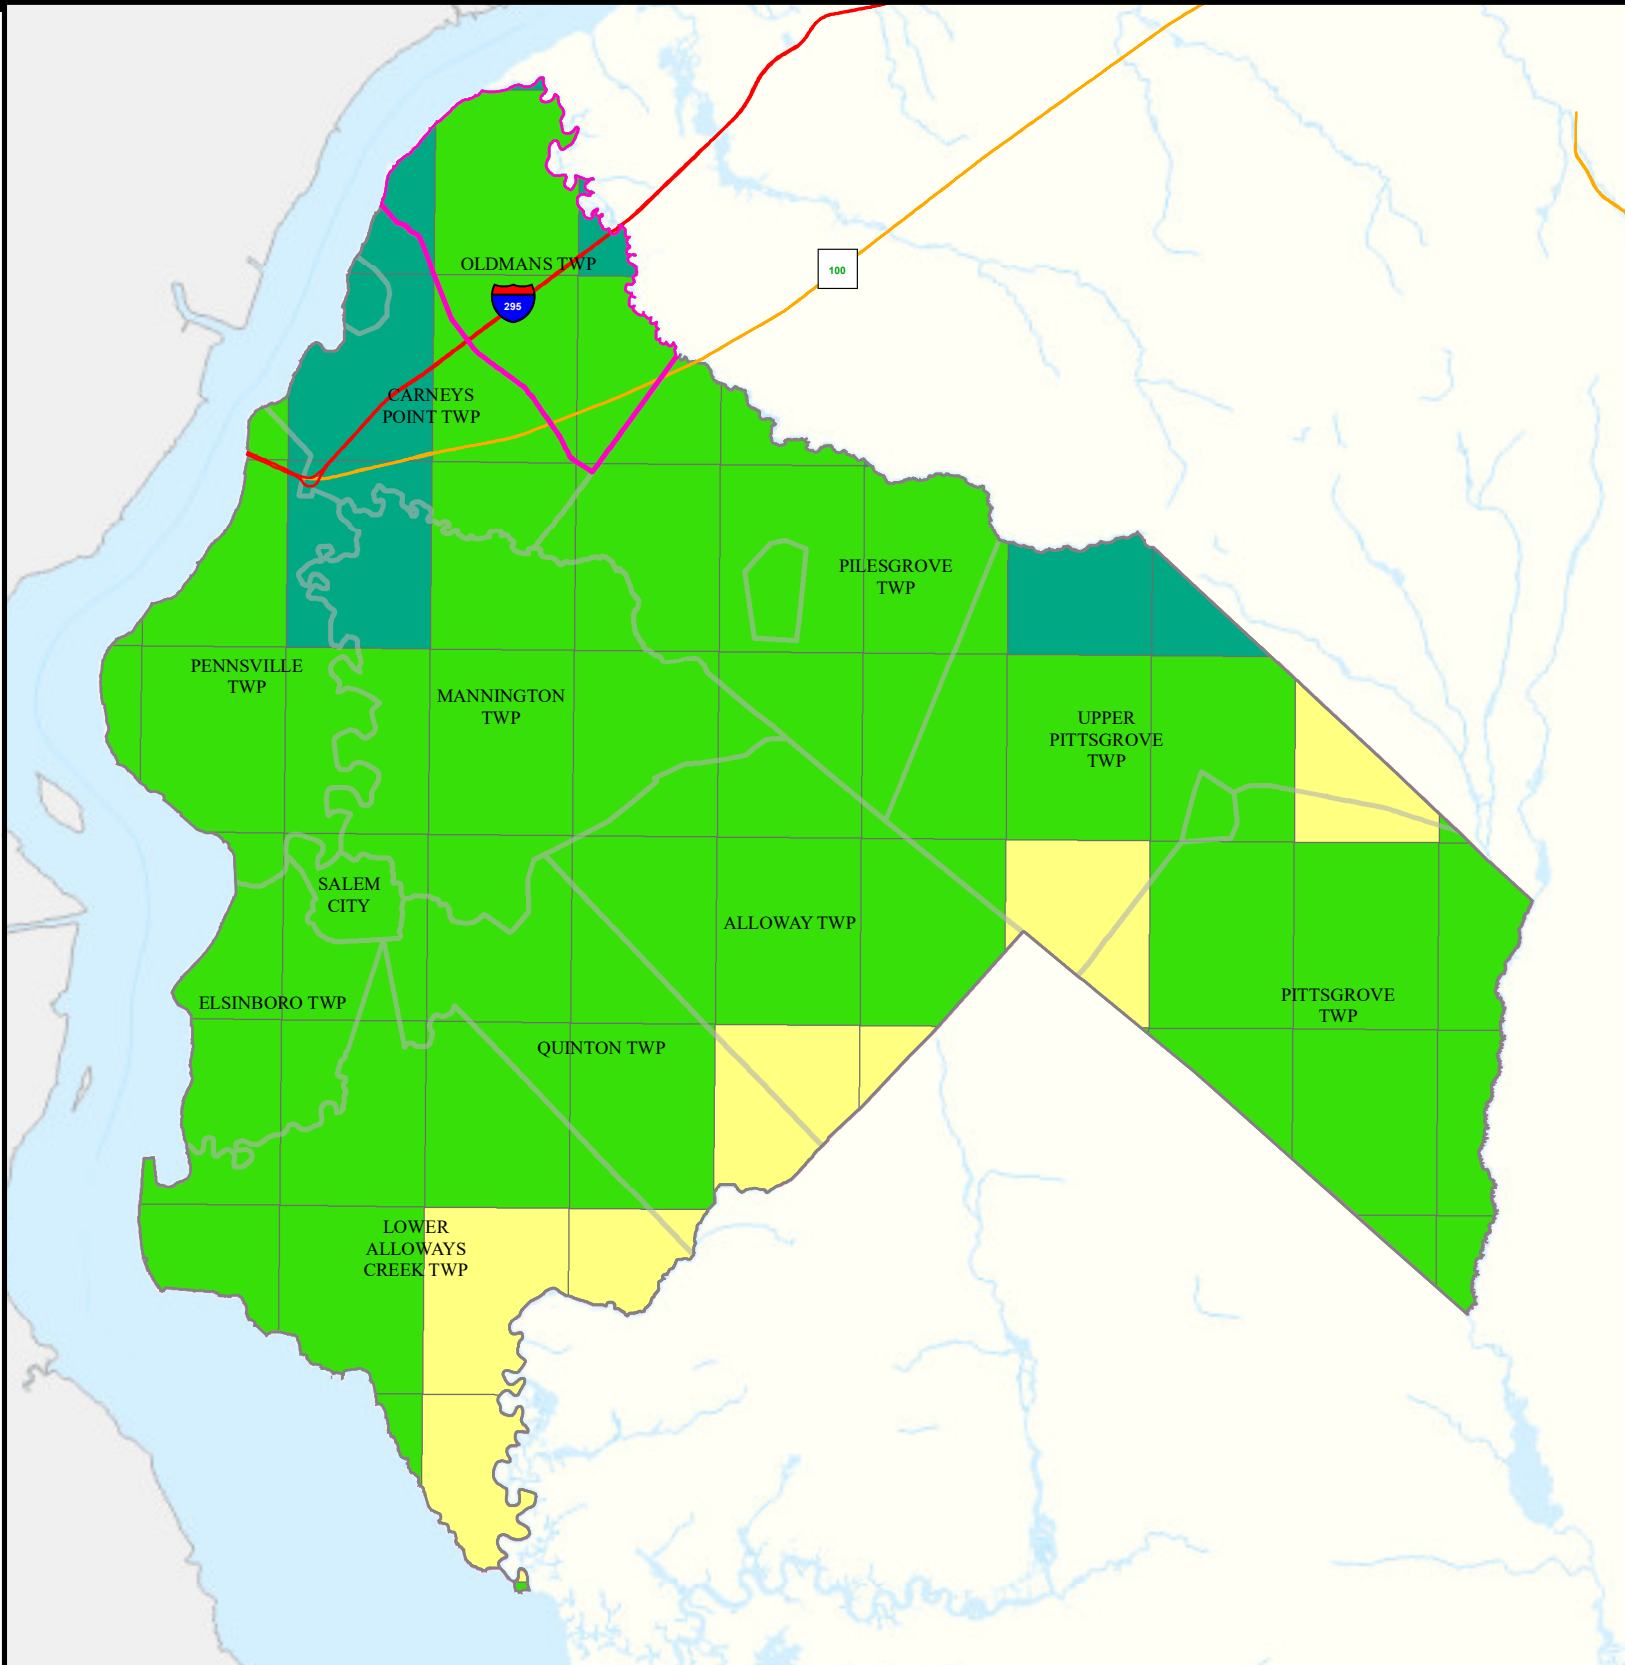 OLDMANS TWP
100
295
CARNEYS
POINT TWP
PILESGROVE
TWP
PENNSVILLE
TWP
MANNINGTON
TWP
UPPER
PITTSGROVE
TWP
SALEM
CITY
ALLOWAY TWP
ELSINBORO TWP
PITTSGROVE
TWP
QUINTON TWP
LOWER
ALLOWAYS
CREEK TWP